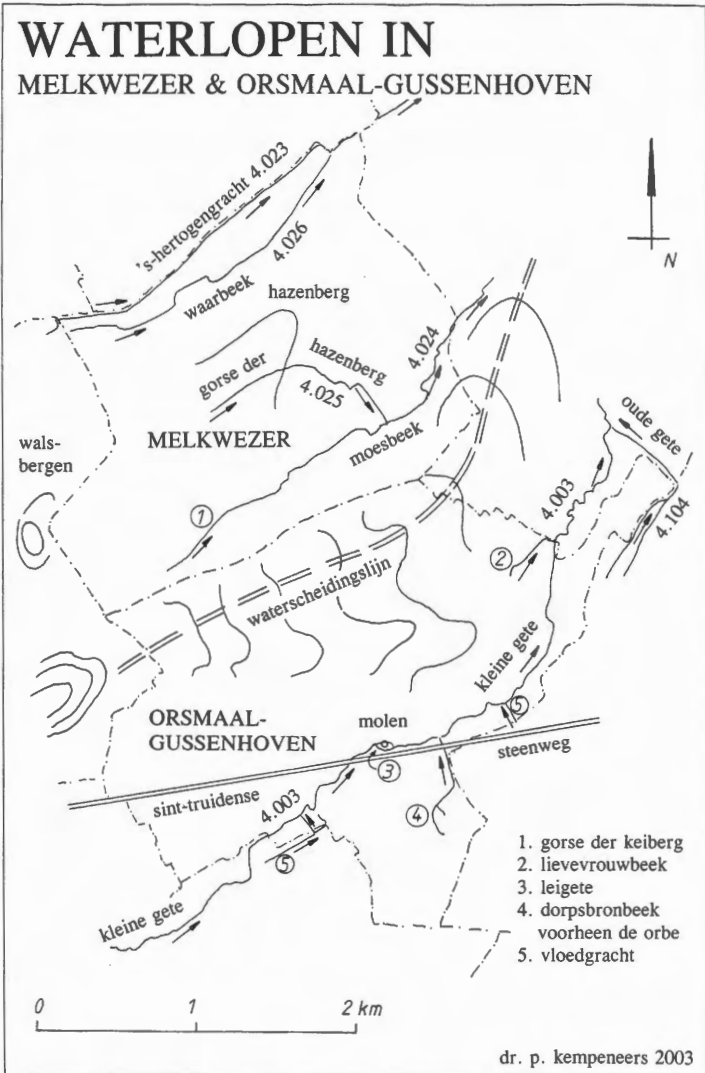 WATERLOPEN IN
MELKWEZER & ORSMAAL-GUSSENHOVEN
's-hertogengracht 4.023
4.026
waarbeek
N
hazenberg
gorse der
hazenberg
4.025
4.024
MELKWEZER
moesbeek
wals-
bergen
oude gete
4.003
4.104
1
2
waterscheidingslijn
kleine gete
5
ORSMAAL-
GUSSENHOVEN
molen
3
steenweg
sint-truidense
4.003
4
5
kleine gete
1. gorse der keiberg
2. lievevrouwbeek
3. leigete
4. dorpsbronbeek
voorheen de orbe
5. vloedgracht
0 1 2 km
dr. p. kempeneers 2003